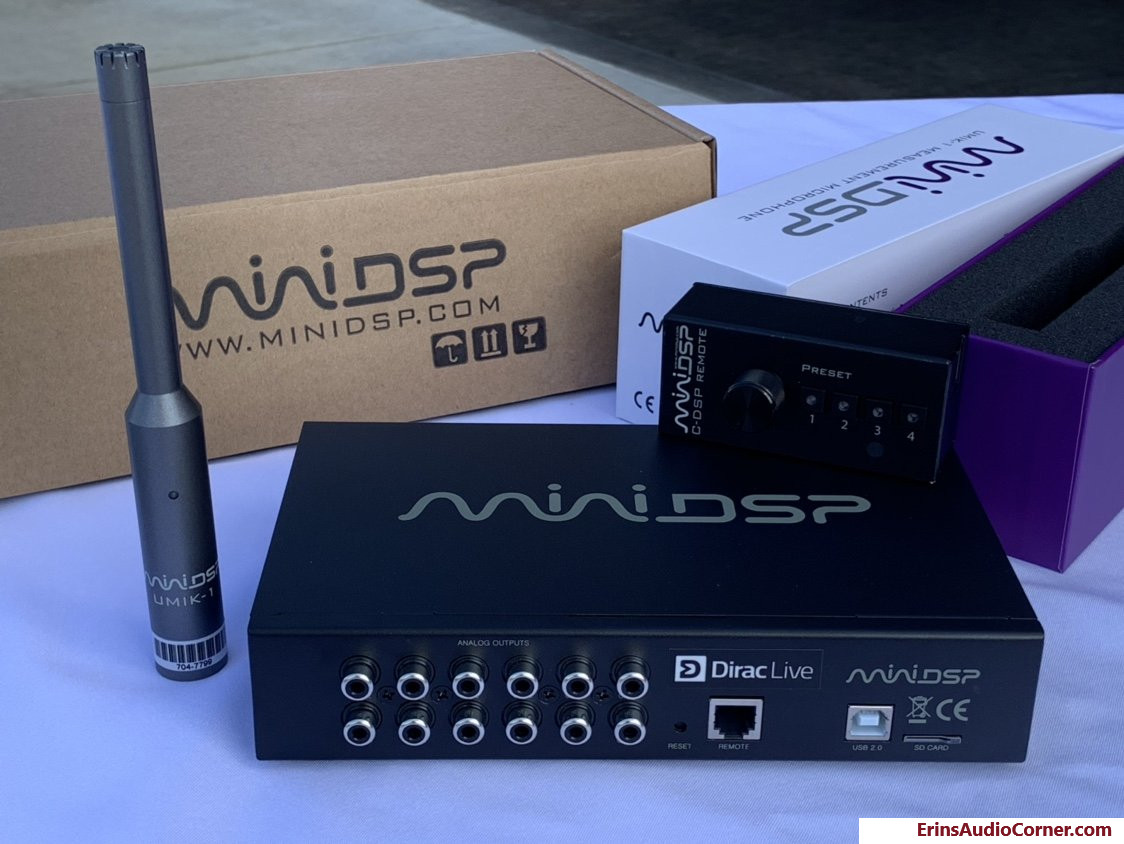 miniDSP
WWW.MINIDSP.COM
miniDSP
UMIK-1 MEASUREMENT MICROPHONE
CE
miniDSP
C-DSP REMOTE
PRESET
1 2 3 4
miniDSP
miniDSP
UMIK-1
704-7799
ANALOG OUTPUTS
Dirac Live
miniDSP
CE
RESET
REMOTE
USB 2.0
SD CARD
ErinsAudioCorner.com